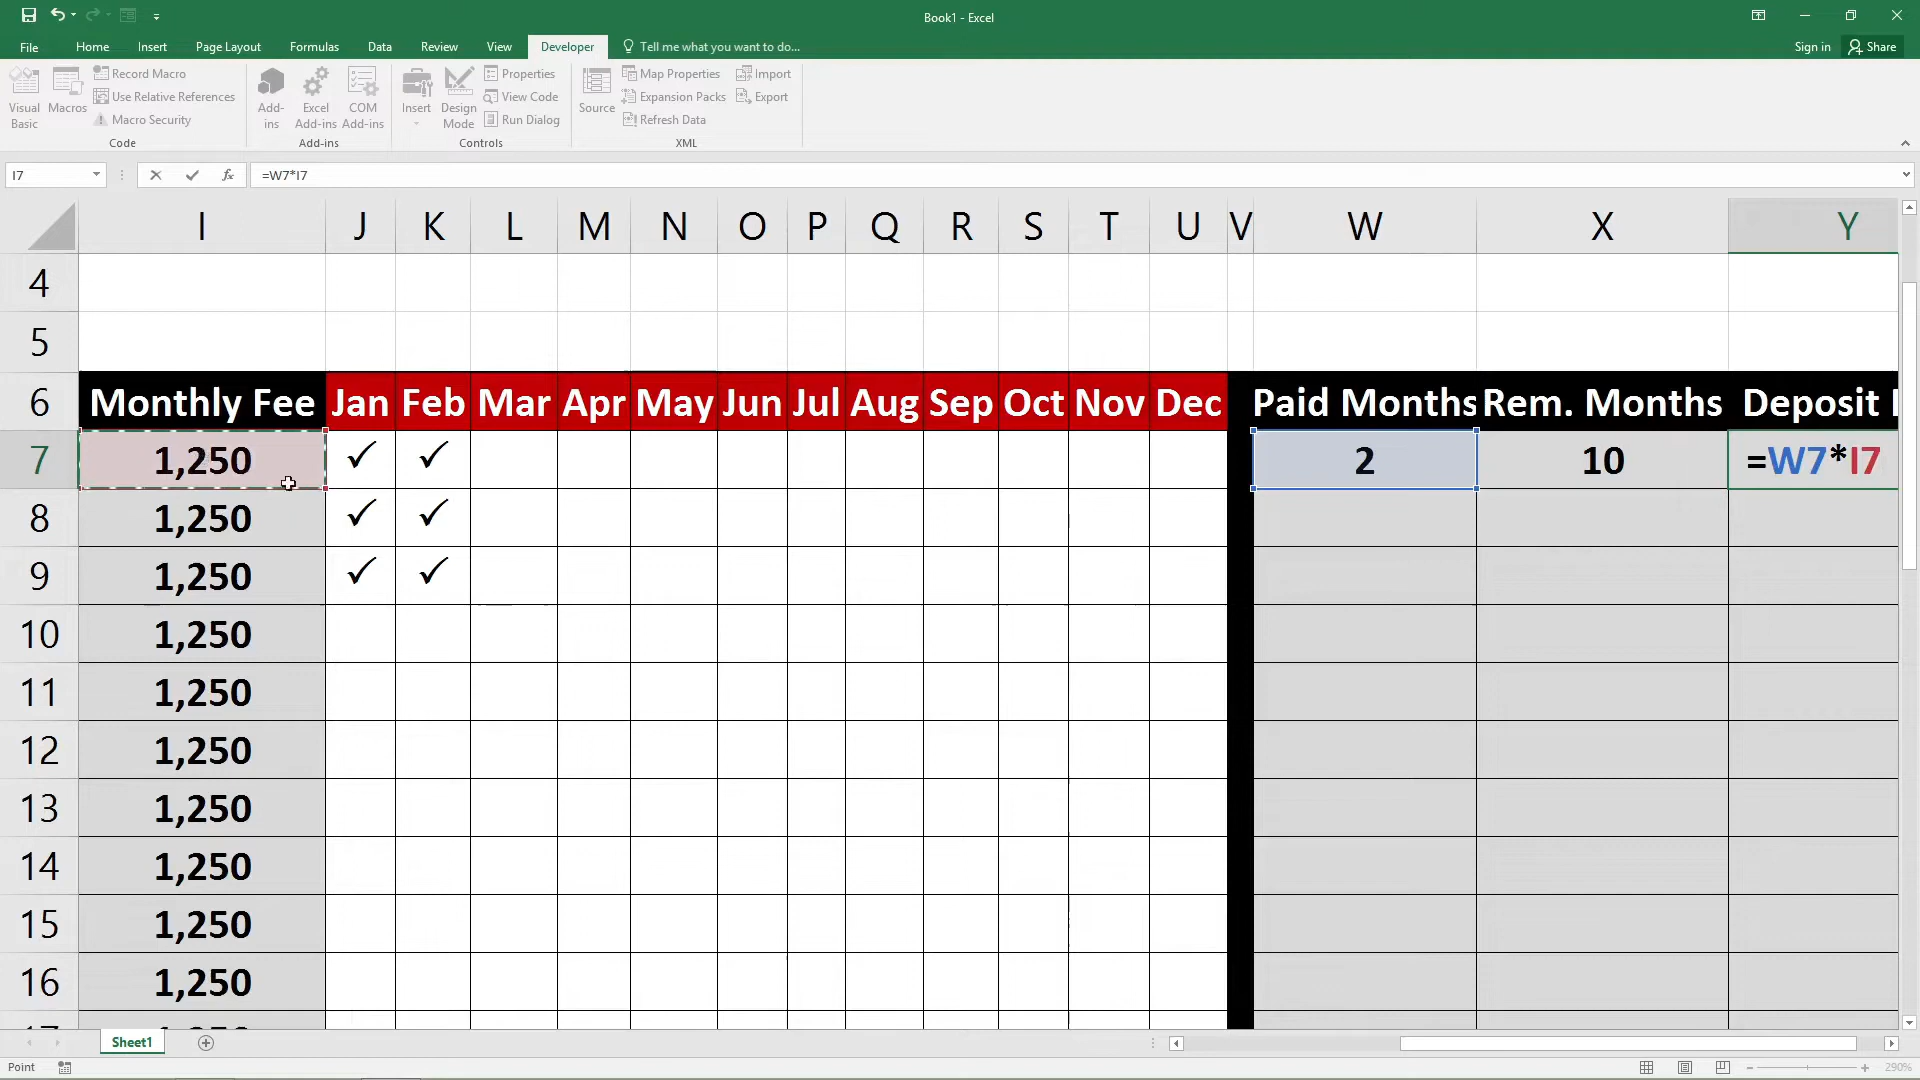 Book1 - Excel
File Home Insert Page Layout Formulas Data Review View Developer Tell me what you want to do... Sign in Share
Visual Basic Macros Record Macro Use Relative References Macro Security
Code
Add-ins Excel Add-ins COM Add-ins
Add-ins
Insert Design Mode Properties View Code Run Dialog
Controls
Source Map Properties Expansion Packs Refresh Data Import Export
XML
I7 fx =W7*I7
I J K L M N O P Q R S T U V W X Y
4
5
6 Monthly Fee Jan Feb Mar Apr May Jun Jul Aug Sep Oct Nov Dec Paid Months Rem. Months Deposit
7 1,250 ✓ ✓ 2 10 =W7*I7
8 1,250 ✓ ✓
9 1,250 ✓ ✓
10 1,250
11 1,250
12 1,250
13 1,250
14 1,250
15 1,250
16 1,250
Sheet1
Point 290%